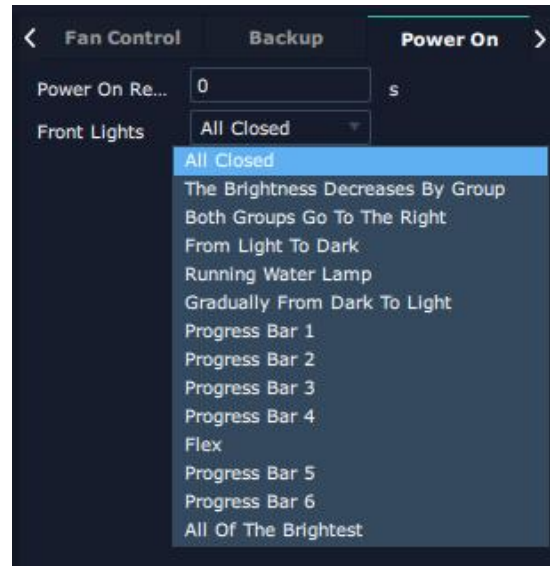 Fan Control Backup Power On
Power On Re... 0 s
Front Lights All Closed
All Closed
The Brightness Decreases By Group
Both Groups Go To The Right
From Light To Dark
Running Water Lamp
Gradually From Dark To Light
Progress Bar 1
Progress Bar 2
Progress Bar 3
Progress Bar 4
Flex
Progress Bar 5
Progress Bar 6
All Of The Brightest